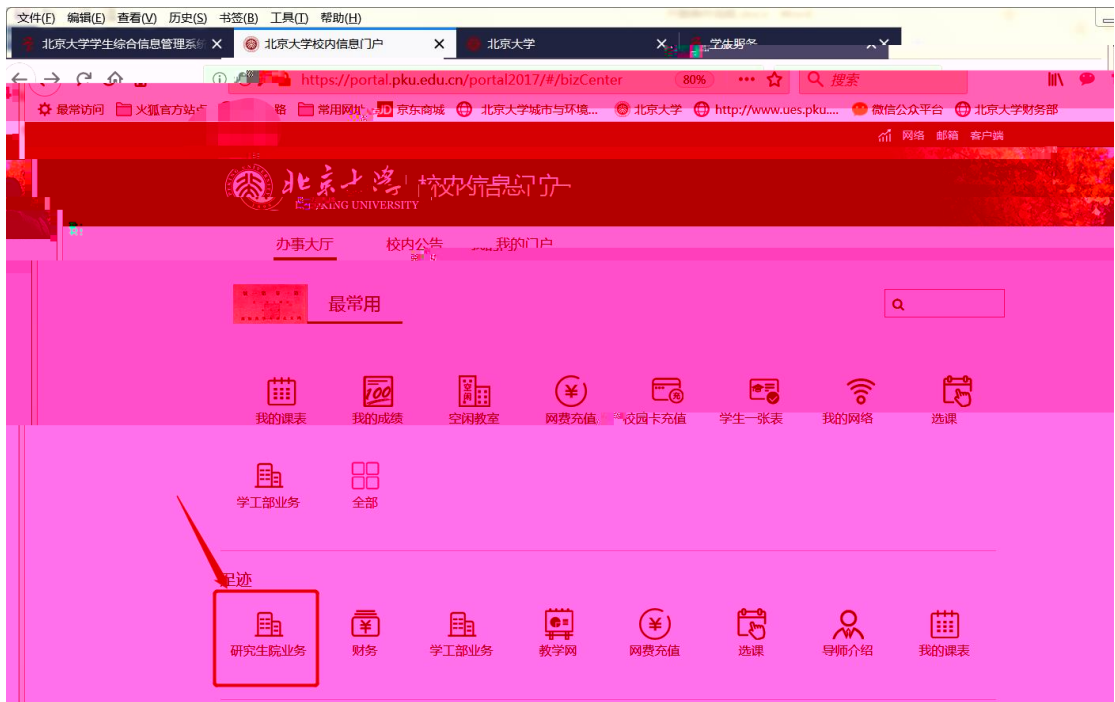 文件(F) 编辑(E) 查看(V) 历史(S) 书签(B) 工具(T) 帮助(H)
北京大学学生综合信息管理系统 北京大学校内信息门户 北京大学
https://portal.pku.edu.cn/portal2017/#/bizCenter 80% 搜索
最常访问 火狐官方站点 常用网址 JD 京东商城 北京大学城市与环境... 北京大学 http://www.ues.pku.... 微信公众平台 北京大学财务部
网络 邮箱 客户端
北京大学 校内信息门户
UNIVERSITY
办事大厅 校内公告 我的门户
最常用
我的课表 我的成绩 空闲教室 网费充值 校园卡充值 学生一张表 我的网络 选课
学工部业务 全部
足迹
研究生院业务 财务 学工部业务 教学网 网费充值 选课 导师介绍 我的课表